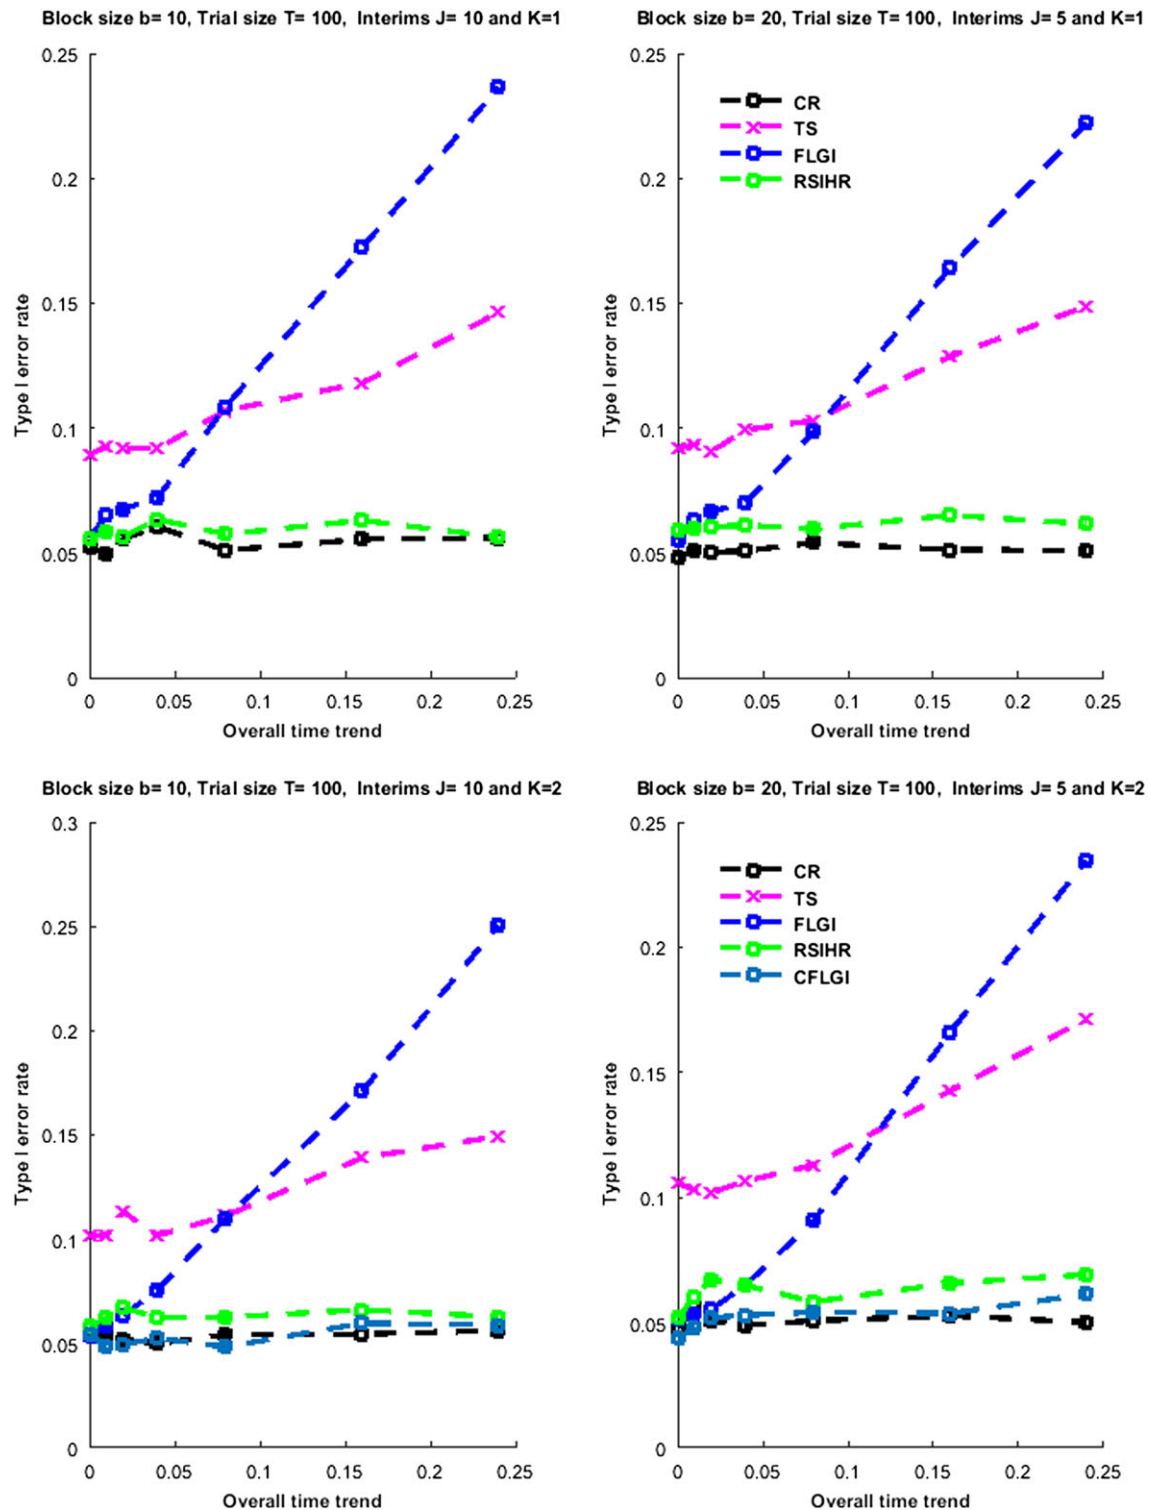 Block size b= 10, Trial size T= 100, Interims J= 10 and K=1
0.25
0.2
0.15
0.1
0.05
0
Type I error rate
0 0.05 0.1 0.15 0.2 0.25
Overall time trend
Block size b= 20, Trial size T= 100, Interims J= 5 and K=1
0.25
0.2
0.15
0.1
0.05
0
Type I error rate
CR
TS
FLGI
RSIHR
0 0.05 0.1 0.15 0.2 0.25
Overall time trend
Block size b= 10, Trial size T= 100, Interims J= 10 and K=2
0.3
0.25
0.2
0.15
0.1
0.05
0
Type I error rate
0 0.05 0.1 0.15 0.2 0.25
Overall time trend
Block size b= 20, Trial size T= 100, Interims J= 5 and K=2
0.25
0.2
0.15
0.1
0.05
0
Type I error rate
CR
TS
FLGI
RSIHR
CFLGI
0 0.05 0.1 0.15 0.2 0.25
Overall time trend